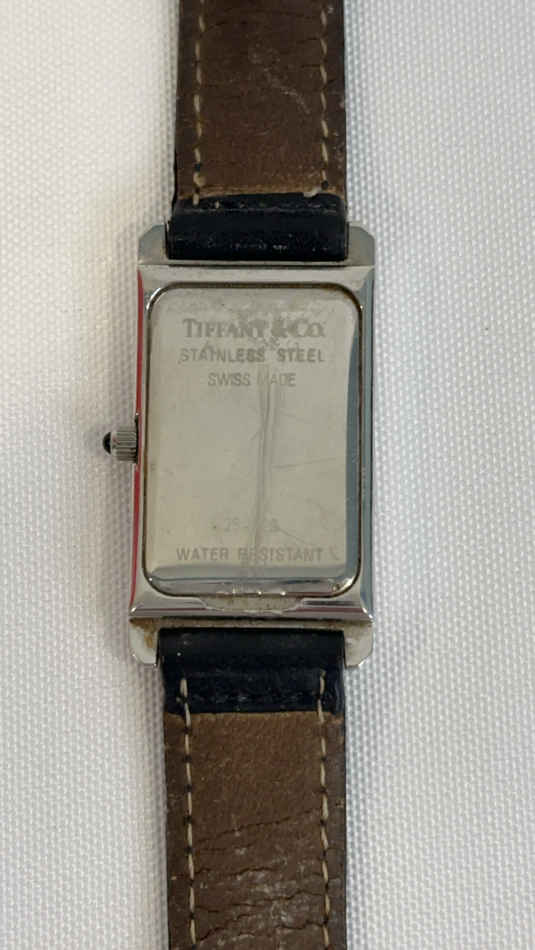 TIFFANY & CO.
STAINLESS STEEL
SWISS MADE
WATER RESISTANT